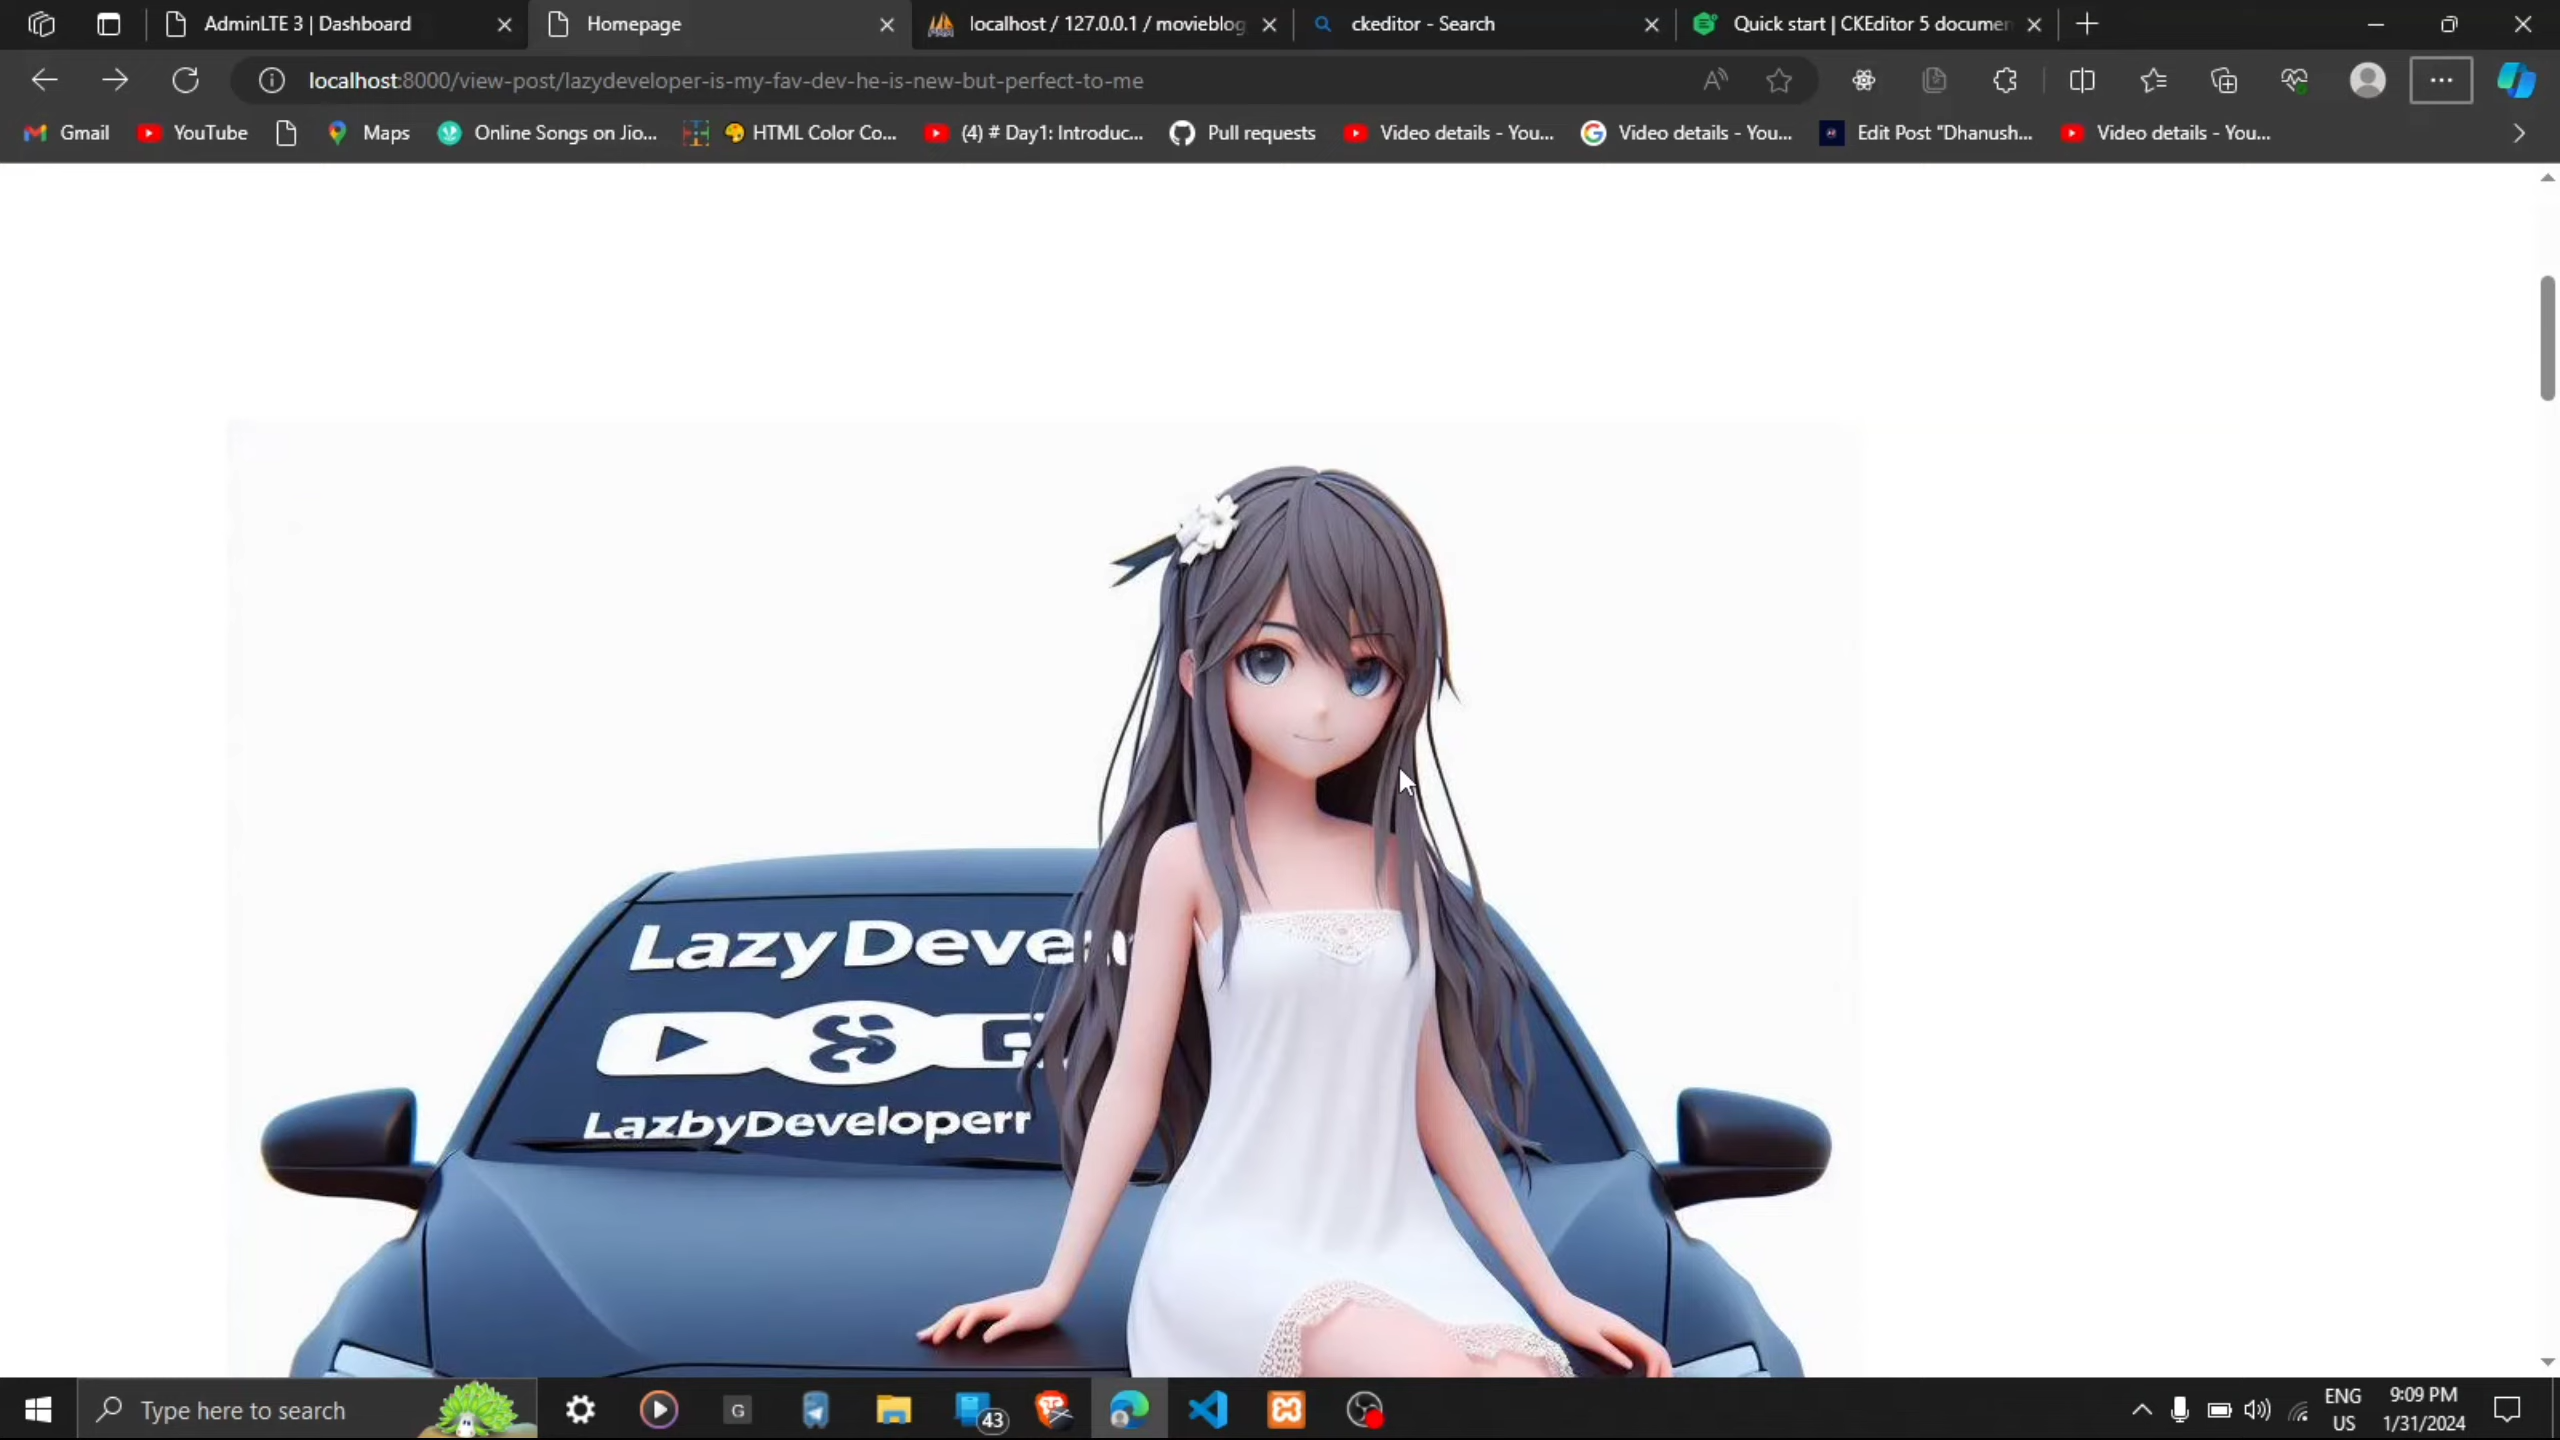 AdminLTE 3 | Dashboard
Homepage
localhost / 127.0.0.1 / movieblog
ckeditor - Search
Quick start | CKEditor 5 documen
localhost:8000/view-post/lazydeveloper-is-my-fav-dev-he-is-new-but-perfect-to-me
Gmail
YouTube
Maps
Online Songs on Jio...
HTML Color Co...
(4) # Day1: Introduc...
Pull requests
Video details - You...
Video details - You...
Edit Post "Dhanush...
Video details - You...
LazyDeve
LazbyDeveloperr
Type here to search
G
43
ENG
US
9:09 PM
1/31/2024